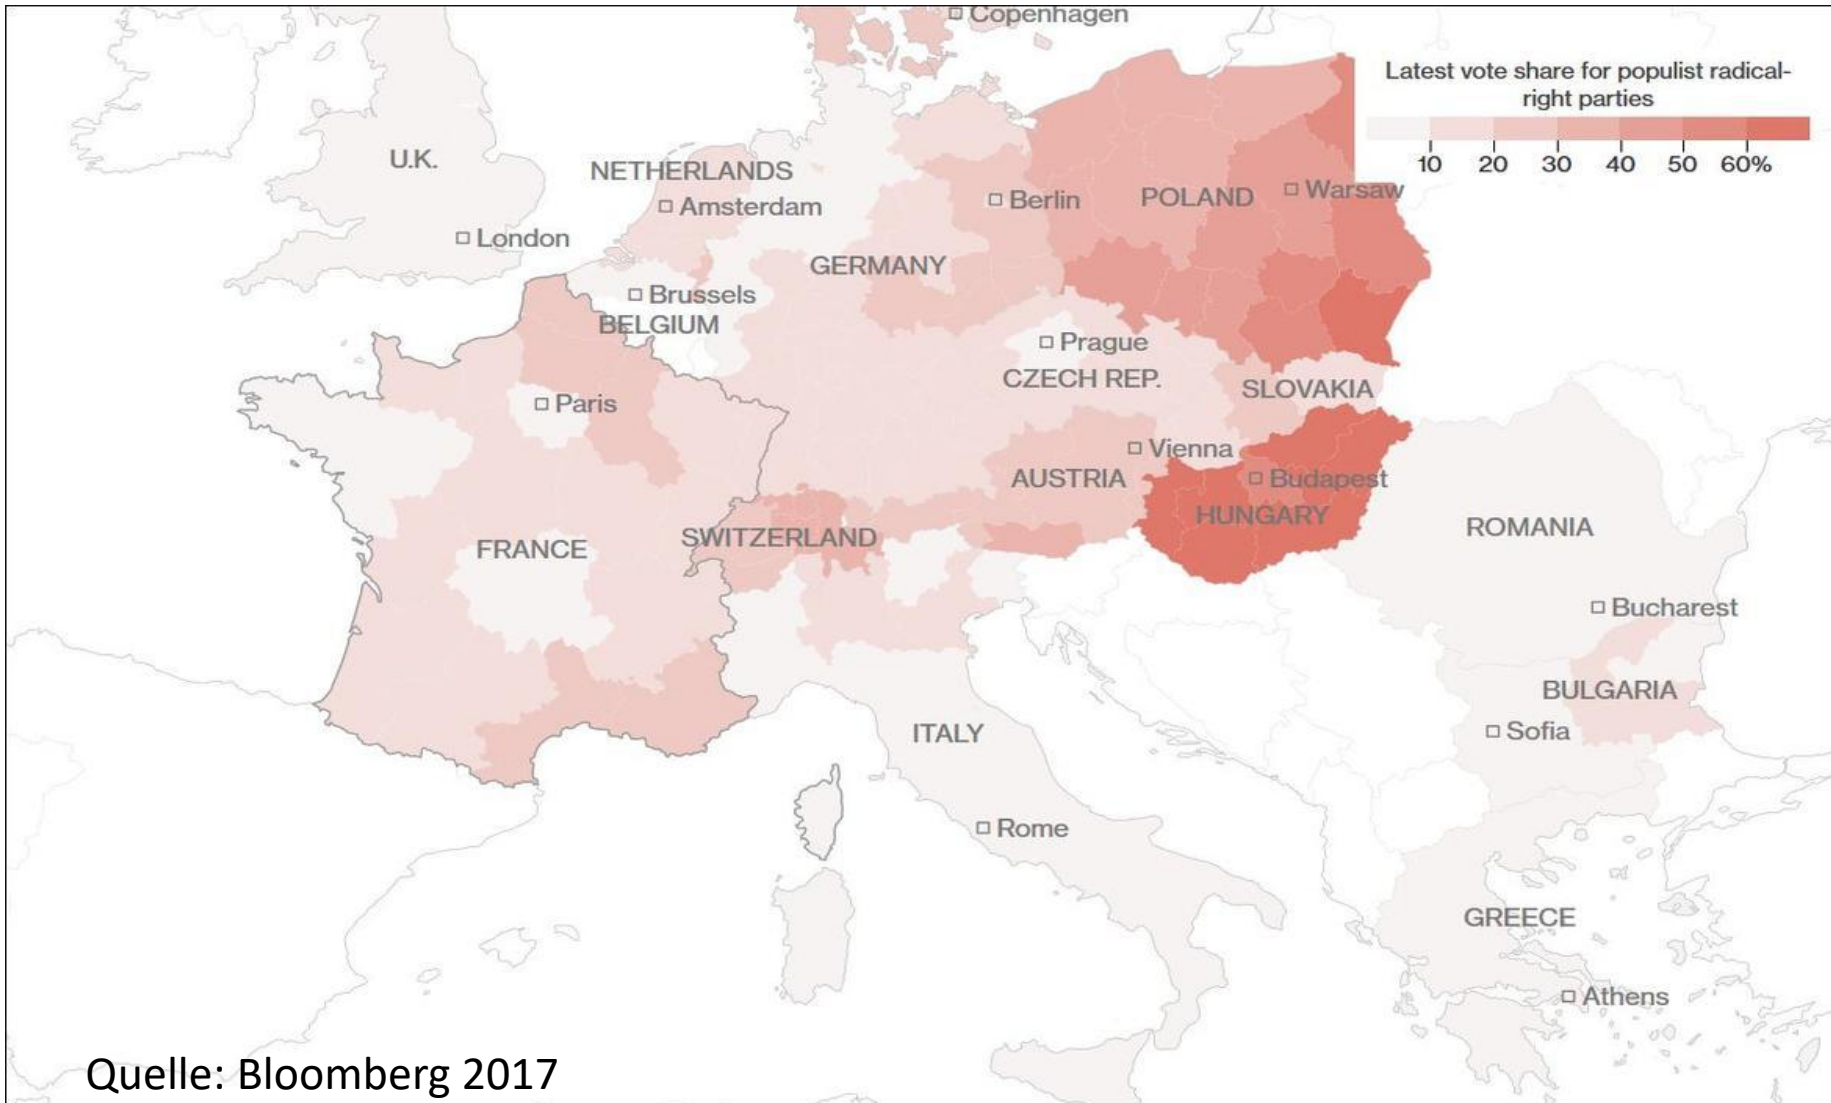 Copenhagen
Latest vote share for populist radical-
right parties
10 20 30 40 50 60%
U.K.
NETHERLANDS
Amsterdam
London
Berlin
POLAND
Warsaw
GERMANY
Brussels
BELGIUM
Prague
CZECH REP.
SLOVAKIA
Paris
Vienna
AUSTRIA
Budapest
HUNGARY
SWITZERLAND
FRANCE
ROMANIA
Bucharest
BULGARIA
Sofia
ITALY
Rome
GREECE
Athens
Quelle: Bloomberg 2017